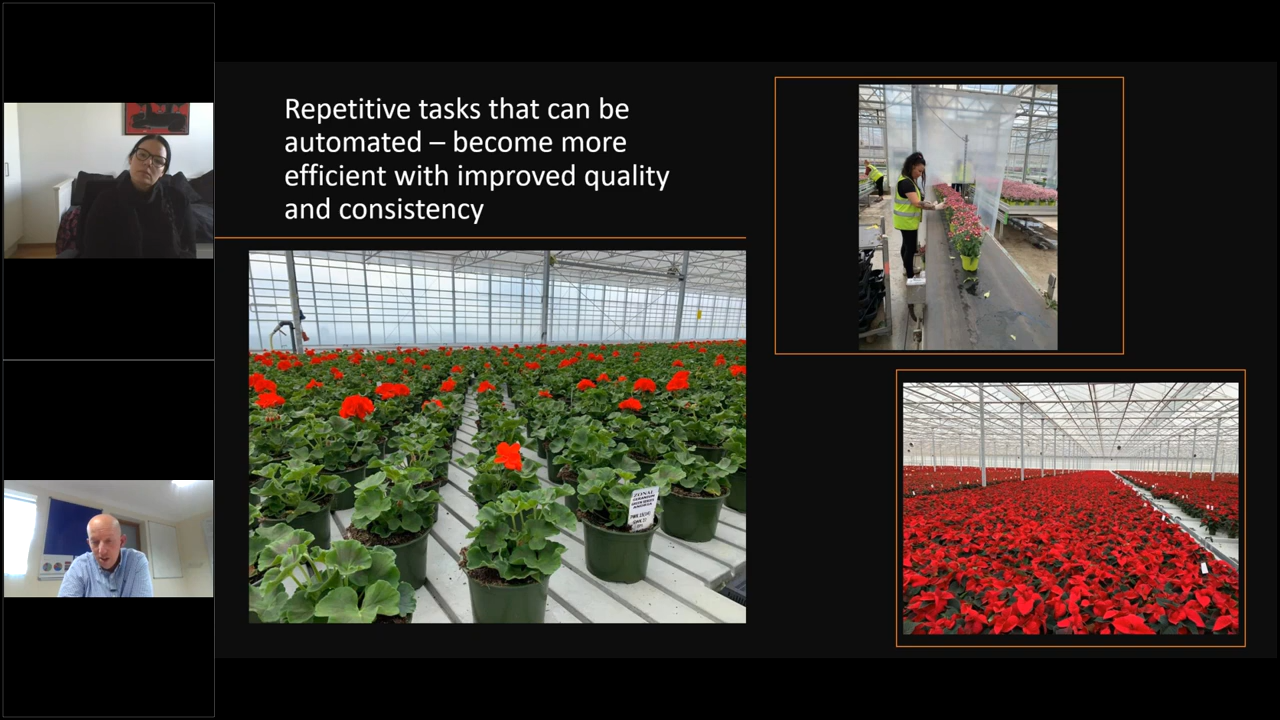 Repetitive tasks that can be
automated – become more
efficient with improved quality
and consistency
ZONAL